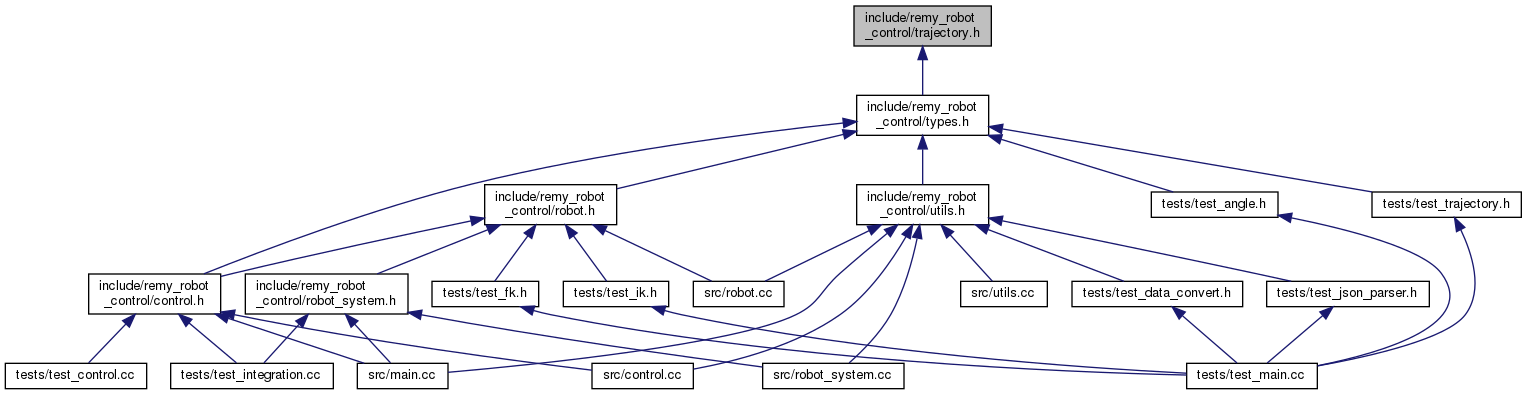 include/remy_robot
_control/trajectory.h
include/remy_robot
_control/types.h
include/remy_robot
_control/robot.h
include/remy_robot
_control/utils.h
tests/test_angle.h
tests/test_trajectory.h
include/remy_robot
_control/control.h
include/remy_robot
_control/robot_system.h
tests/test_fk.h
tests/test_ik.h
src/robot.cc
src/utils.cc
tests/test_data_convert.h
tests/test_json_parser.h
tests/test_control.cc
tests/test_integration.cc
src/main.cc
src/control.cc
src/robot_system.cc
tests/test_main.cc